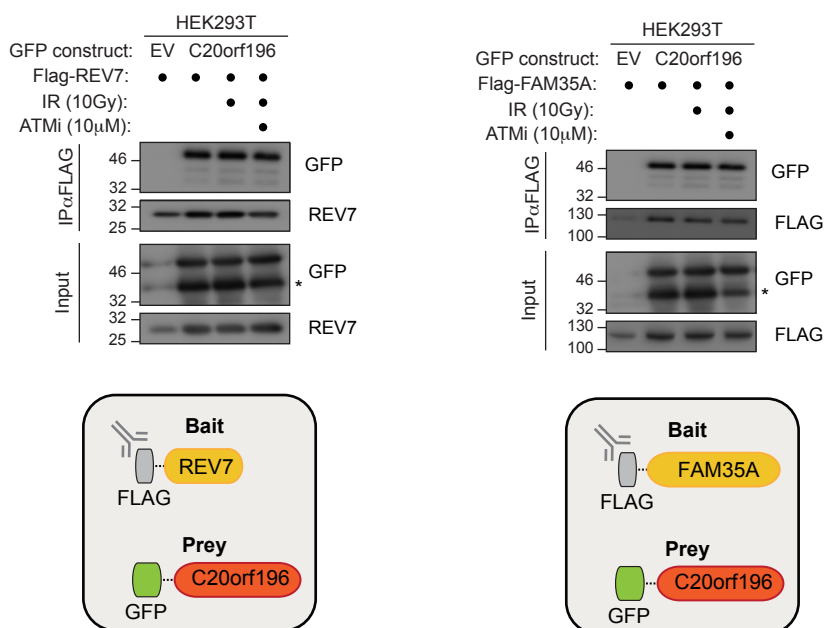 HEK293T
GFP construct: EV C20orf196
Flag-REV7: ● ● ● ●
IR (10Gy): ● ●
ATMi (10μM): ●
IPαFLAG
46
32
GFP
32
25
REV7
Input
46
32
GFP
*
32
25
REV7
Bait
REV7
FLAG
Prey
C20orf196
GFP
HEK293T
GFP construct: EV C20orf196
Flag-FAM35A: ● ● ● ●
IR (10Gy): ● ●
ATMi (10μM): ●
IPαFLAG
46
32
GFP
130
100
FLAG
Input
46
32
GFP
*
130
100
FLAG
Bait
FAM35A
FLAG
Prey
C20orf196
GFP